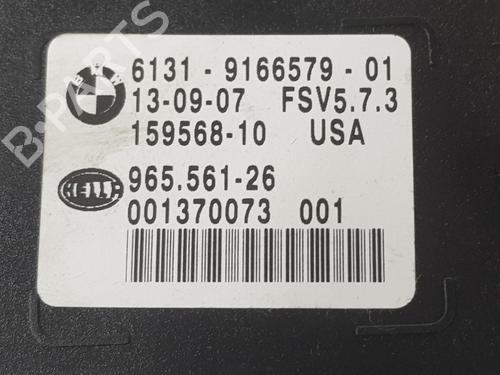 6131 - 9166579 - 01
13-09-07 FSV5.7.3
159568-10 USA
HELLA 965.561-26
001370073 001
B-PARTS